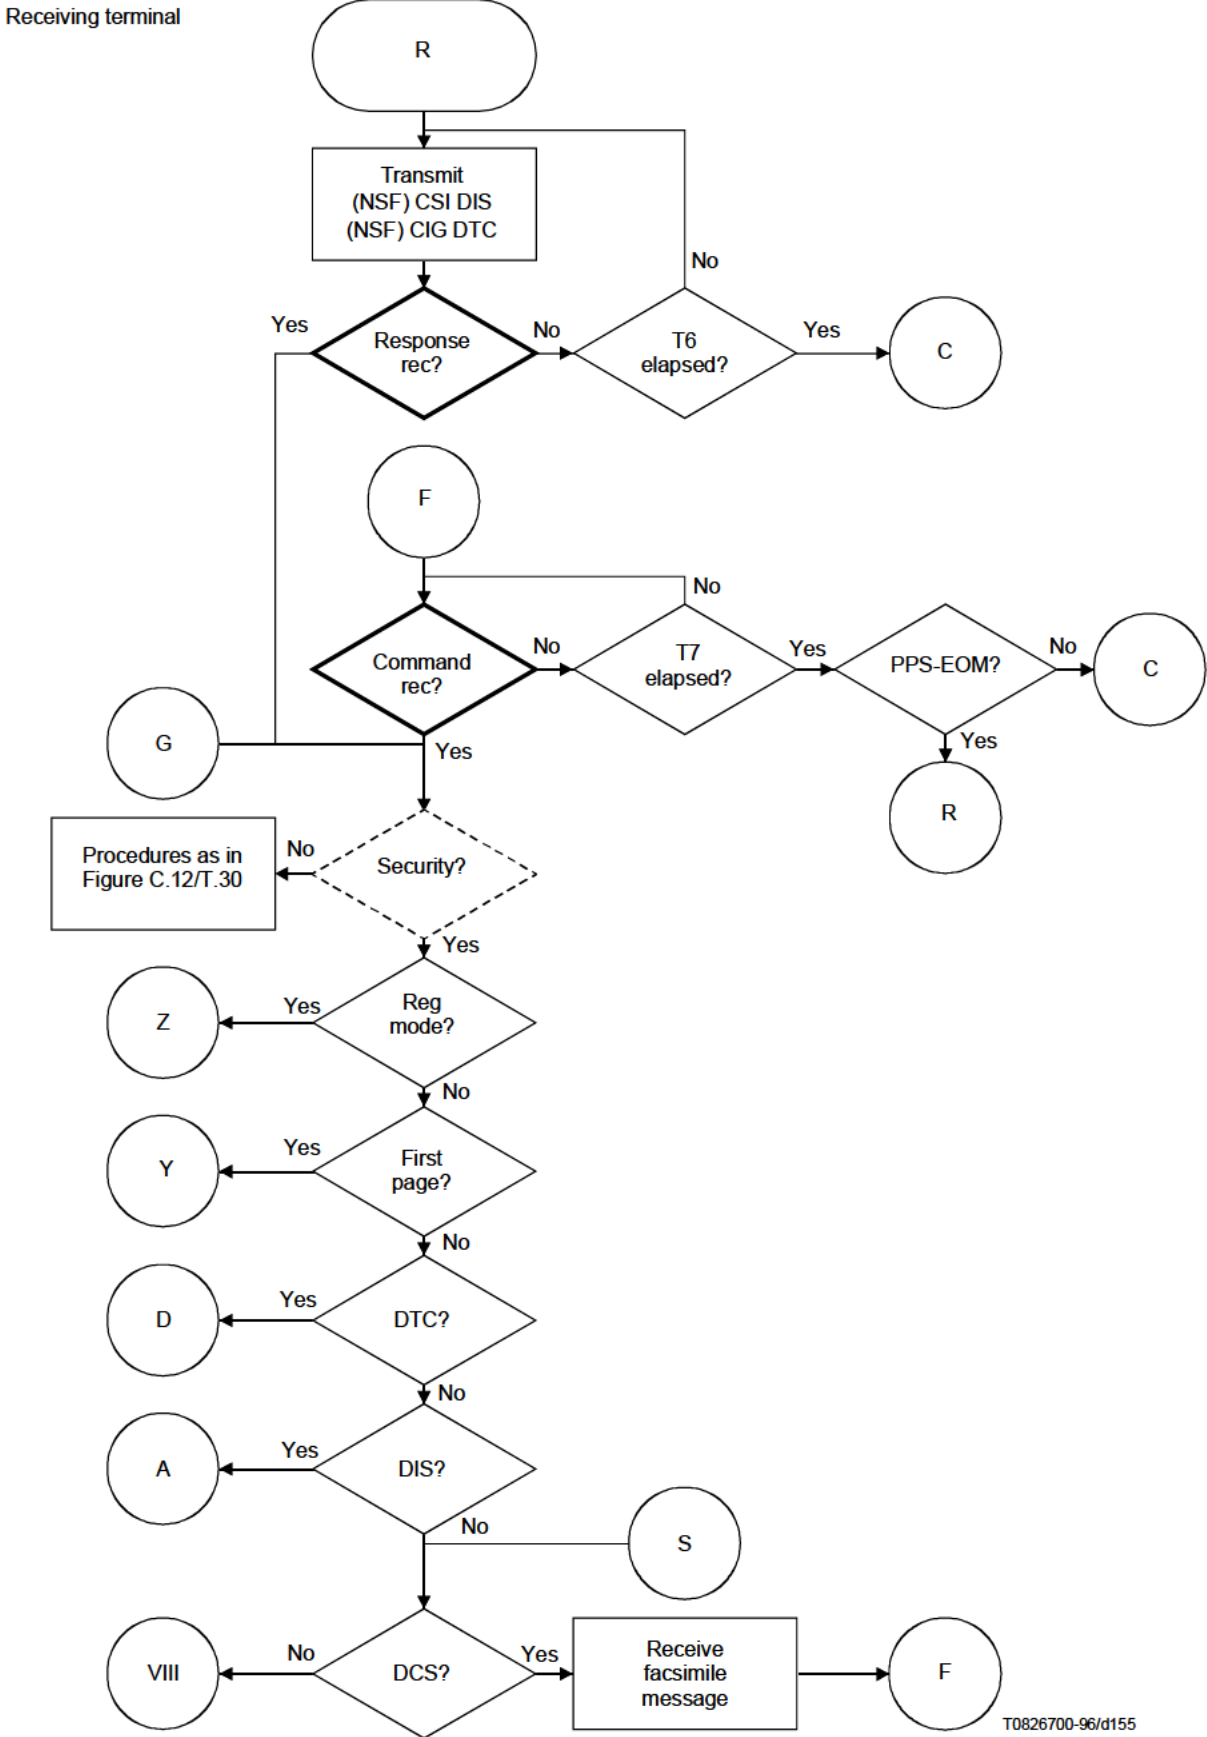 Receiving terminal
R
Transmit
(NSF) CSI DIS
(NSF) CIG DTC
No
Yes
Response
rec?
No
T6
elapsed?
Yes
C
F
No
Command
rec?
No
T7
elapsed?
Yes
PPS-EOM?
No
C
G
Yes
Yes
R
Procedures as in
Figure C.12/T.30
No
Security?
Yes
Z
Yes
Reg
mode?
No
Y
Yes
First
page?
No
D
Yes
DTC?
No
A
Yes
DIS?
No
S
VIII
No
DCS?
Yes
Receive
facsimile
message
F
T0826700-96/d155